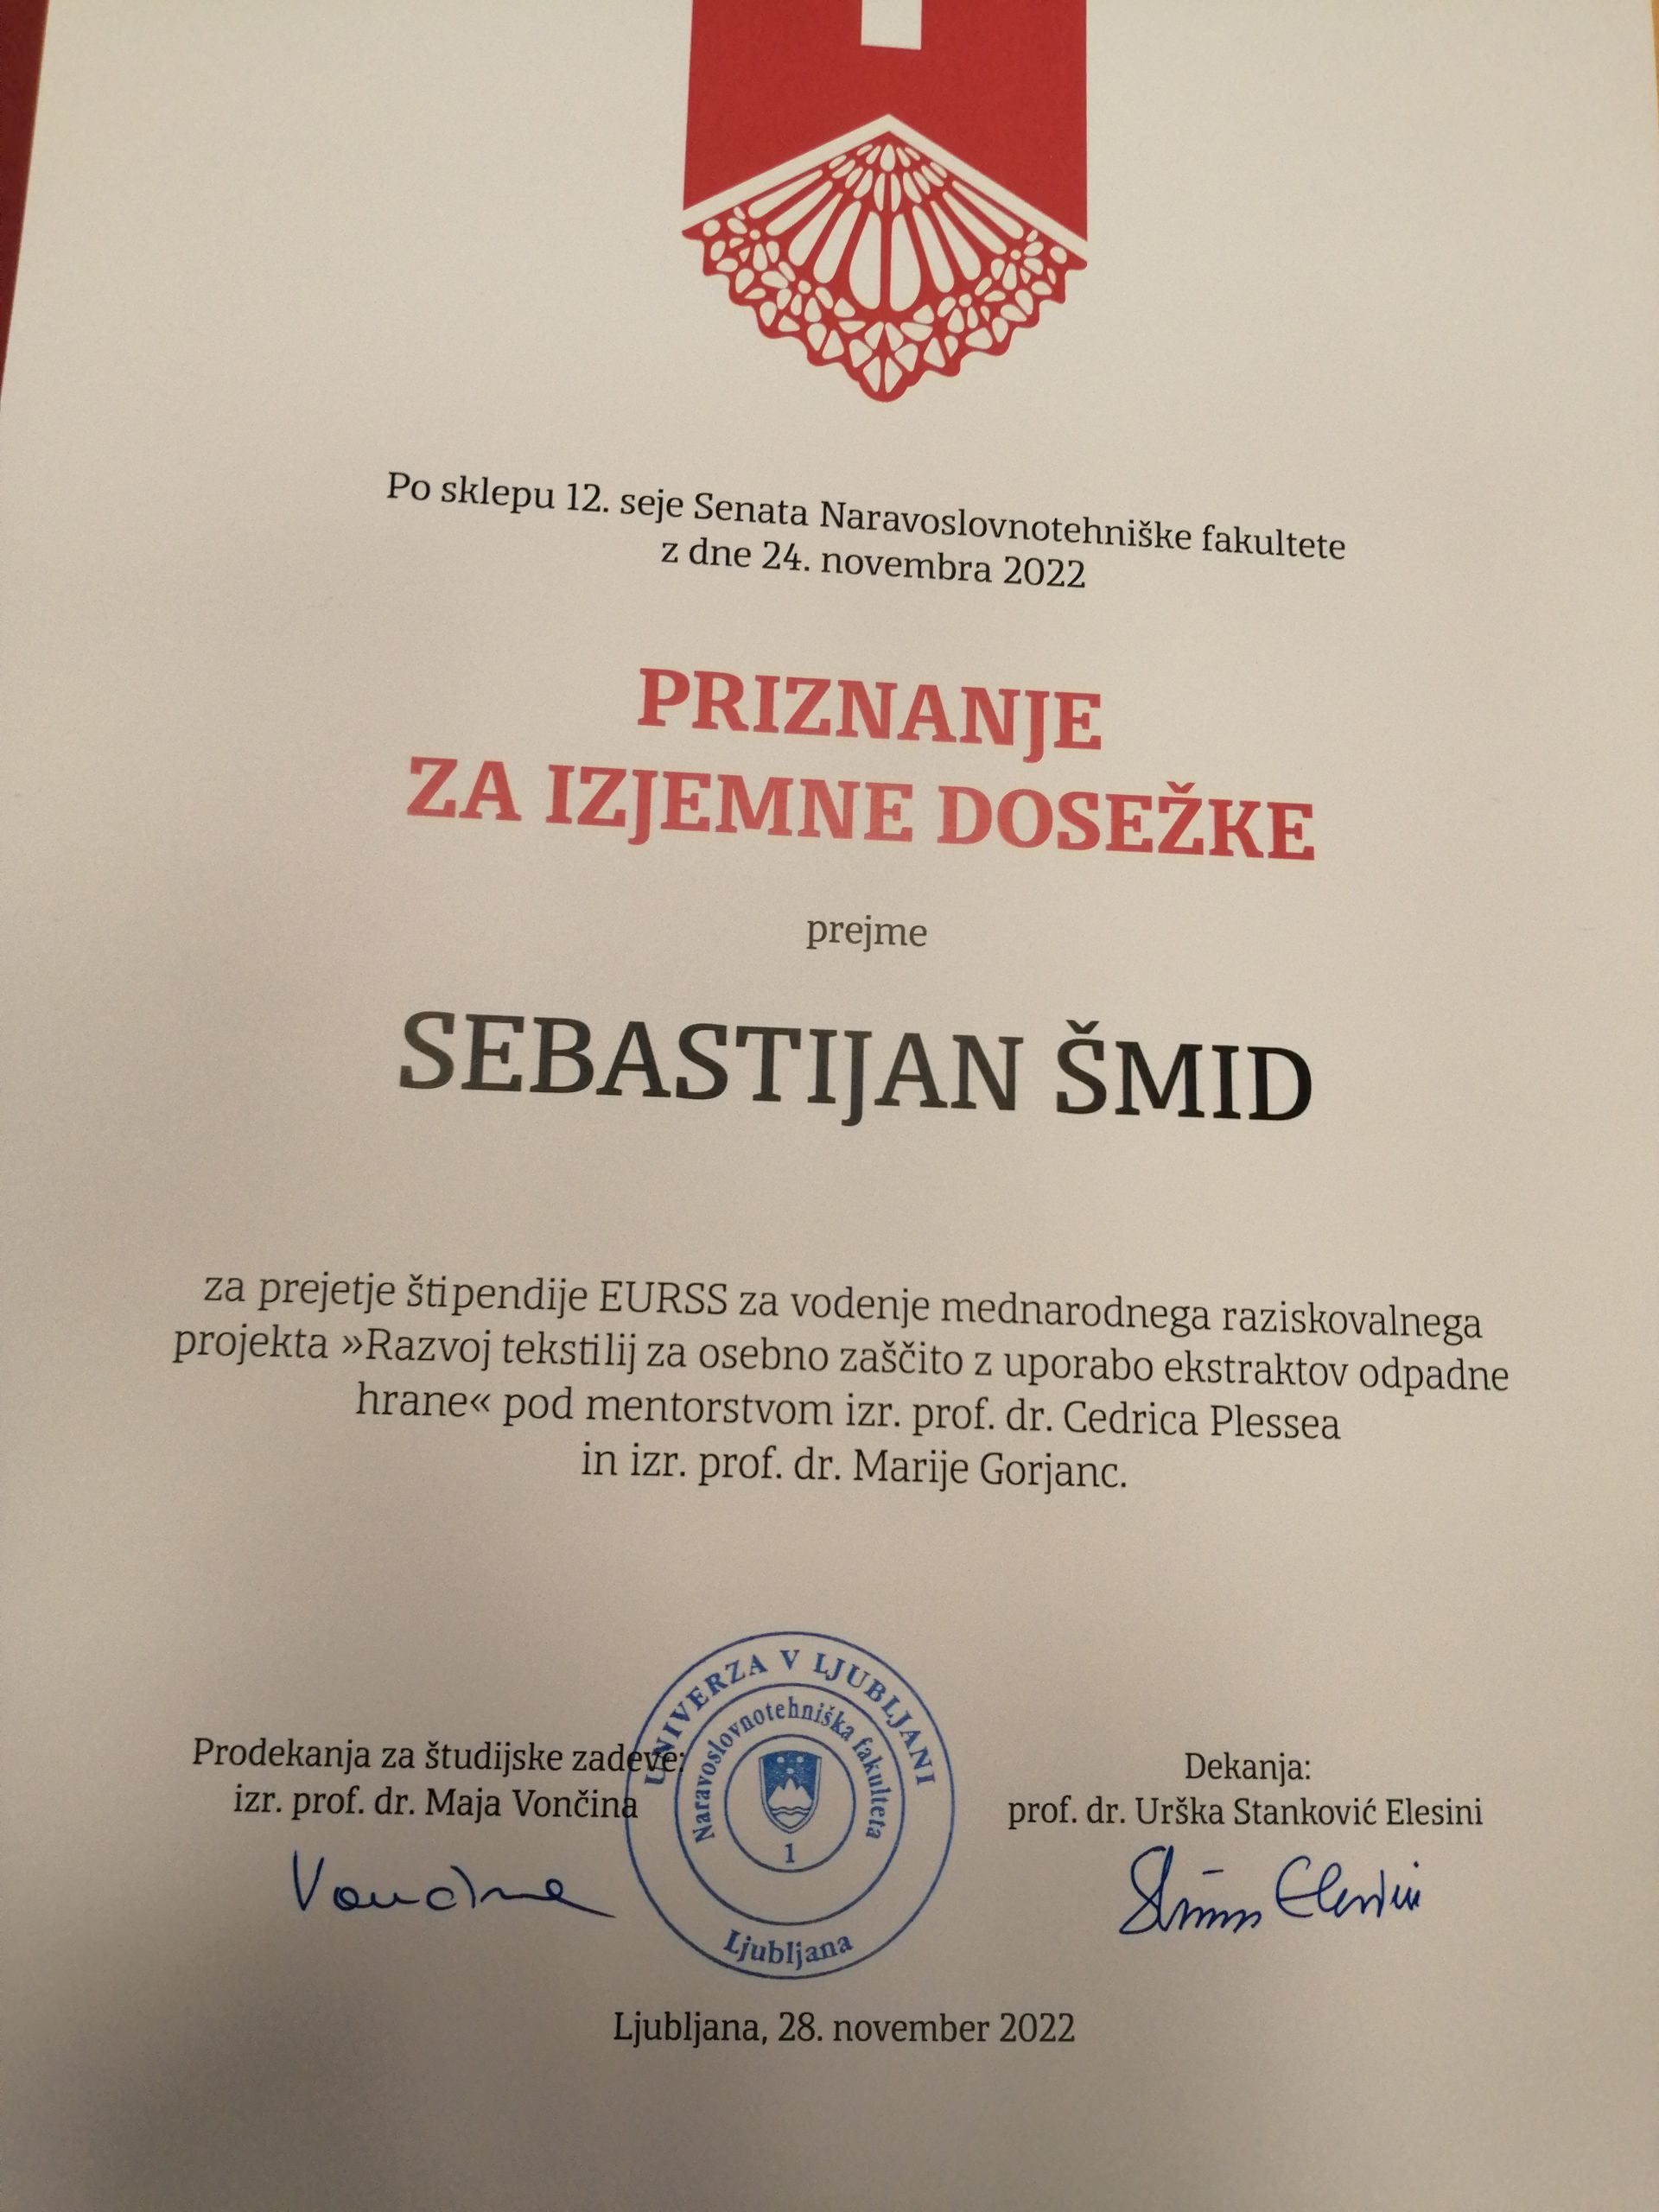 Po sklepu 12. seje Senata Naravoslovnotehniške fakultete
z dne 24. novembra 2022
PRIZNANJE
ZA IZJEMNE DOSEŽKE
prejme
SEBASTIJAN ŠMID
za prejetje štipendije EURSS za vodenje mednarodnega raziskovalnega
projekta »Razvoj tekstilij za osebno zaščito z uporabo ekstraktov odpadne
hrane« pod mentorstvom izr. prof. dr. Cedrica Plessea
in izr. prof. dr. Marije Gorjanc.
Prodekanja za študijske zadeve:
izr. prof. dr. Maja Vončina
UNIVERZA V LJUBLJANI
Naravoslovnotehniška fakulteta
1
Ljubljana
Dekanja:
prof. dr. Urška Stanković Elesini
Ljubljana, 28. november 2022